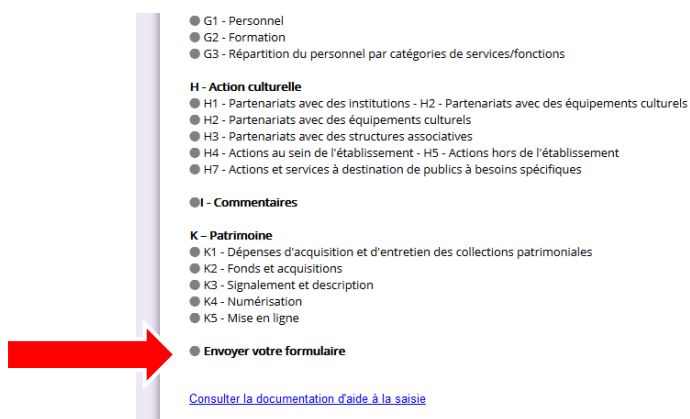 G1 - Personnel
G2 - Formation
G3 - Répartition du personnel par catégories de services/fonctions
H - Action culturelle
H1 - Partenariats avec des institutions - H2 - Partenariats avec des équipements culturels
H2 - Partenariats avec des équipements culturels
H3 - Partenariats avec des structures associatives
H4 - Actions au sein de l'établissement - H5 - Actions hors de l'établissement
H7 - Actions et services à destination de publics à besoins spécifiques
I - Commentaires
K – Patrimoine
K1 - Dépenses d'acquisition et d'entretien des collections patrimoniales
K2 - Fonds et acquisitions
K3 - Signalement et description
K4 - Numérisation
K5 - Mise en ligne
Envoyer votre formulaire
Consulter la documentation d'aide à la saisie